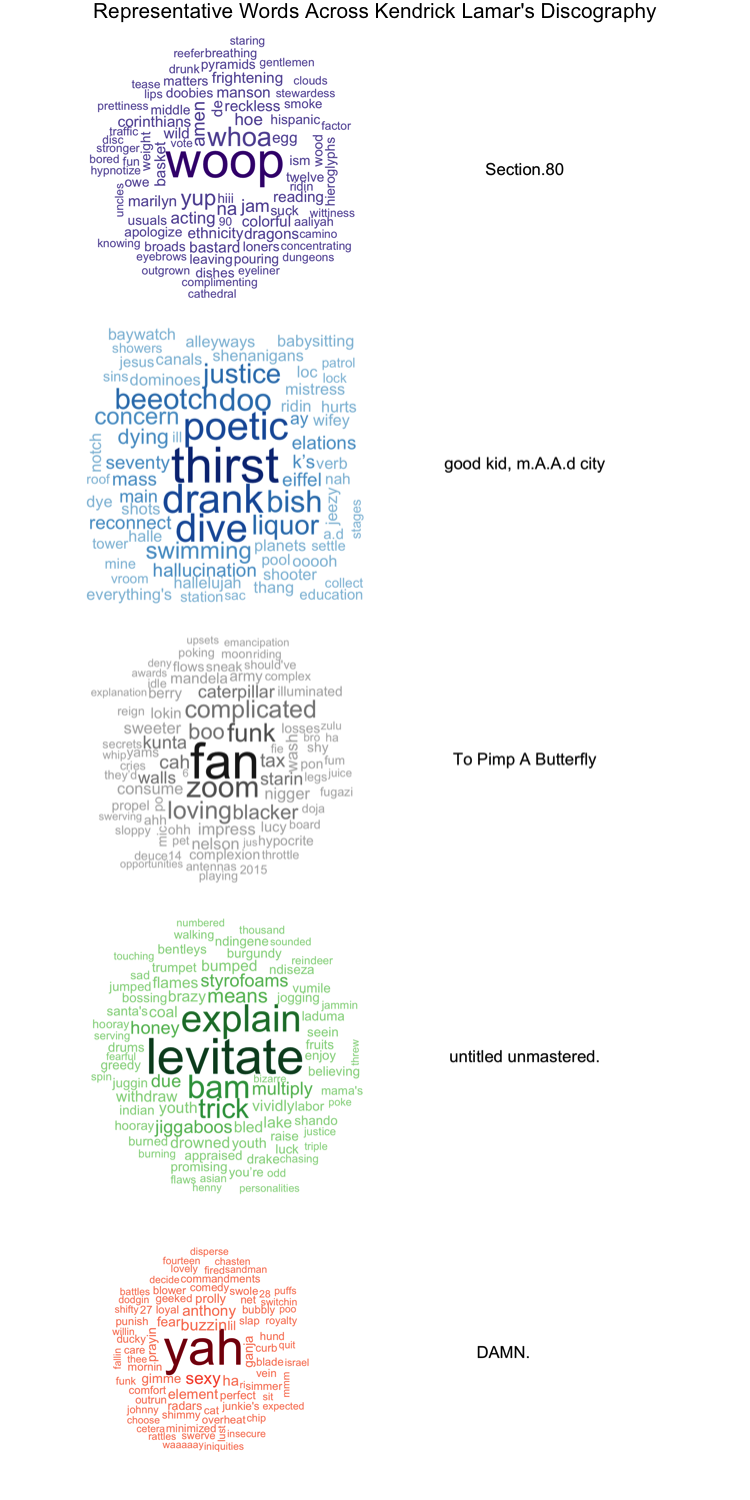 Representative Words Across Kendrick Lamar's Discography
staring
reefer breathing
drunk pyramids gentlemen
tease matters frightening clouds
lips doobies manson stewardess
prettiness middle amen de reckless smoke
corinthians hoe hispanic factor
traffic wild whoa egg wood
disc vote
stronger weight basket woop ism hieroglyphs
bored fun
hypnotize owe twelve
ridin
uncles marilyn yup hiii na jam suck reading
usuals acting 90 colorful aaliyah wittiness
apologize ethnicity dragons camino
knowing broads bastard loners concentrating
eyebrows leaving pouring dungeons
outgrown dishes eyeliner
complimenting
cathedral
Section.80
baywatch alleyways babysitting
showers
jesus canals shenanigans patrol
sins dominoes justice loc lock
beeotch doo mistress
concern poetic ridin hurts
ay wifey
notch dying ill elations
seventy thirst k's verb
roof mass eiffel nah
dye main drank bish jeezy
shots
reconnect dive liquor a.d stages
halle
tower swimming planets settle
mine hallucination pool ooooh
vroom hallelujah shooter
thang collect
everything's station sac education
good kid, m.A.A.d city
upsets emancipation
poking moon riding
deny flows sneak should've
awards idle mandela army complex
explanation berry caterpillar illuminated
reign lokin complicated
sweeter boo funk losses zulu
secrets kunta fie wash bro ha
whip yams shy
cries cah fan tax pon fum
they'd walls 6 starin legs juice
consume zoom nigger fugazi
propel po loving blacker doja
swerving ahh
sloppy mic ohh impress lucy board
pet nelson jus hypocrite
deuce 14 complexion throttle
opportunities antennas 2015
playing
To Pimp A Butterfly
numbered
walking thousand
ndingene sounded
bentleys burgundy
touching trumpet bumped reindeer
sad ndiseza
jumped flames styrofoams vumile
bossing brazy means jogging
santa's coal explain jammin
laduma
hooray honey seein
serving
drums levitate fruits threw
fearful enjoy
greedy believing
spin juggin due bam bizarre multiply mama's
withdraw
indian youth trick vividly labor poke
hooray jiggaboos bled lake shando
burned drowned youth raise justice
luck triple
burning appraised drake chasing
promising you're odd
flaws asian
henny personalities
untitled unmastered.
disperse
fourteen chasten
lovely fired sandman
decide commandments
battles blower comedy swole 28 puffs
dodgin geeked prolly net switchin
shifty 27 loyal anthony bubbly poo
punish fear buzzin lil slap royalty
willin
ducky prayin yah ganja hund
care curb quit
fallin thee blade israel
mornin vein
funk gimme sexy ha ri simmer mmm
comfort element perfect sit
outrun
johnny radars cat junkie's expected
choose shimmy overheat chip
cetera minimized lust insecure
rattles swerve
waaaaay iniquities
DAMN.